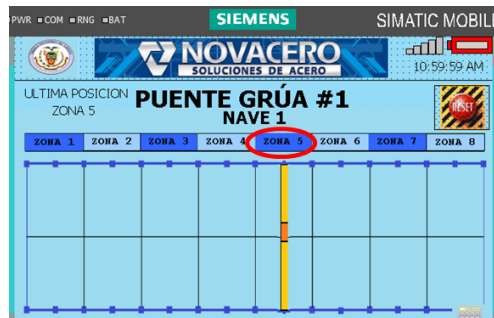 PWR COM RNG BAT SIEMENS SIMATIC MOBIL
NOVACERO
SOLUCIONES DE ACERO
10:59:59 AM
ULTIMA POSICION
ZONA 5
PUENTE GRÚA #1
NAVE 1
RESET
ZONA 1 ZONA 2 ZONA 3 ZONA 4 ZONA 5 ZONA 6 ZONA 7 ZONA 8